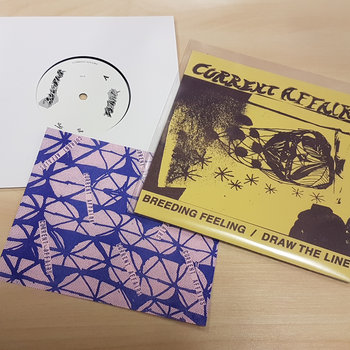 CURRENT AFFAIR
BREEDING FEELING / DRAW THE LINE
A